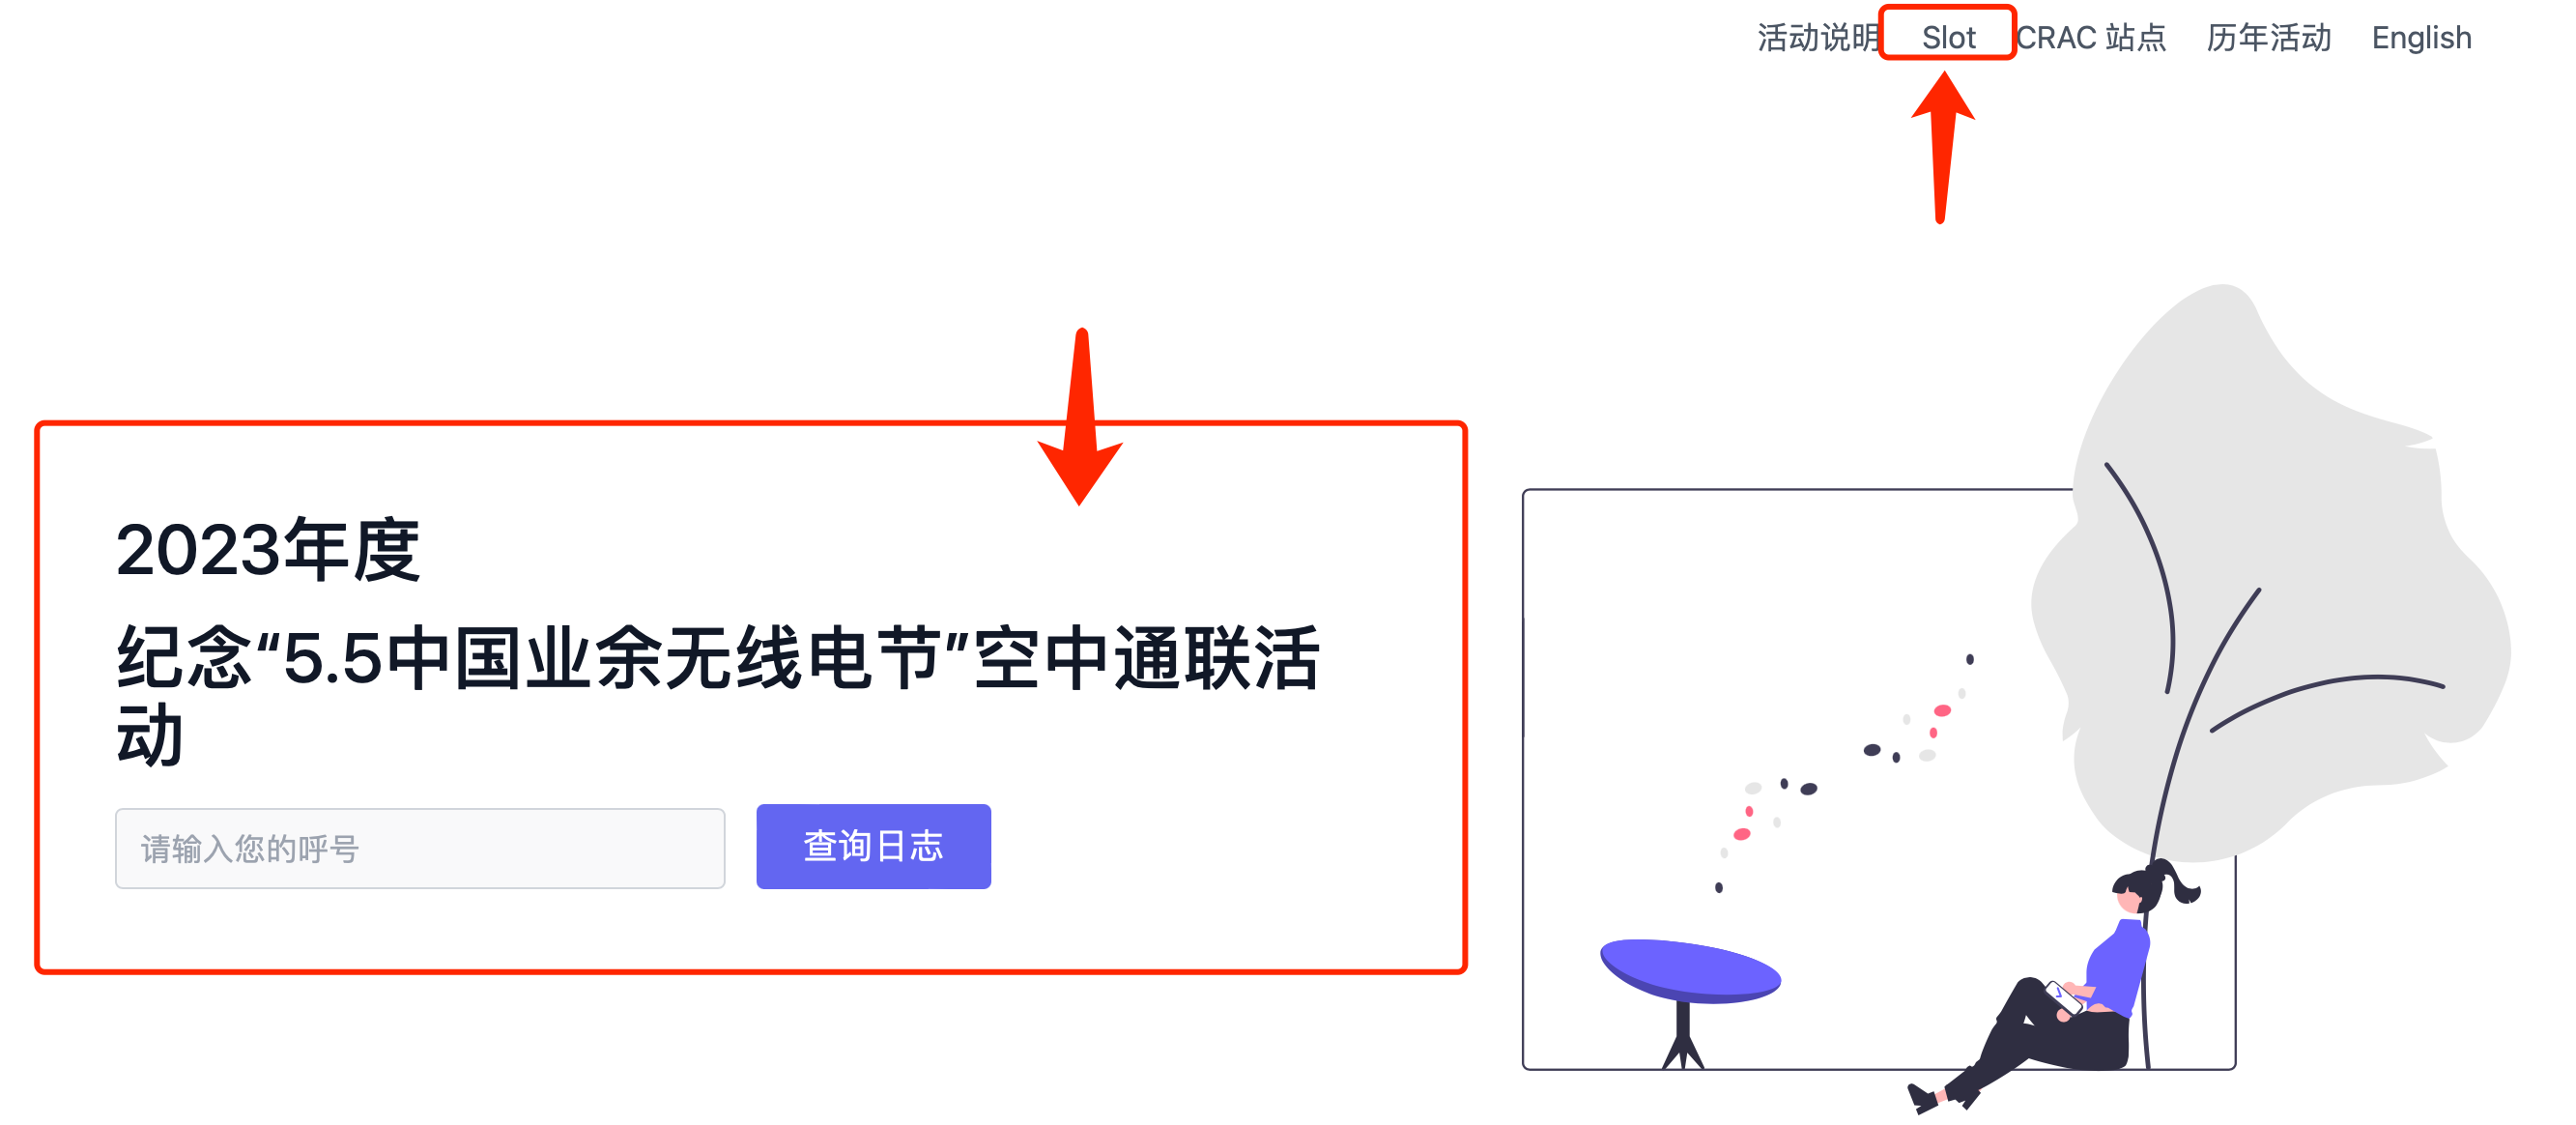 活动说明 Slot CRAC 站点 历年活动 English
2023年度
纪念“5.5中国业余无线电节”空中通联活
动
请输入您的呼号 查询日志